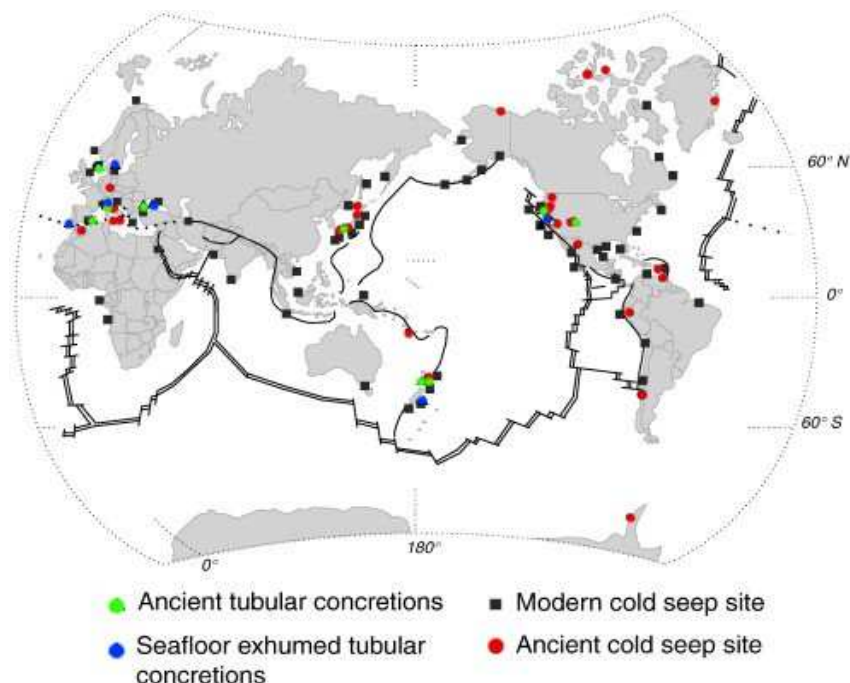 60° N
0°
60° S
180°
0°
Ancient tubular concretions
Modern cold seep site
Seafloor exhumed tubular
concretions
Ancient cold seep site